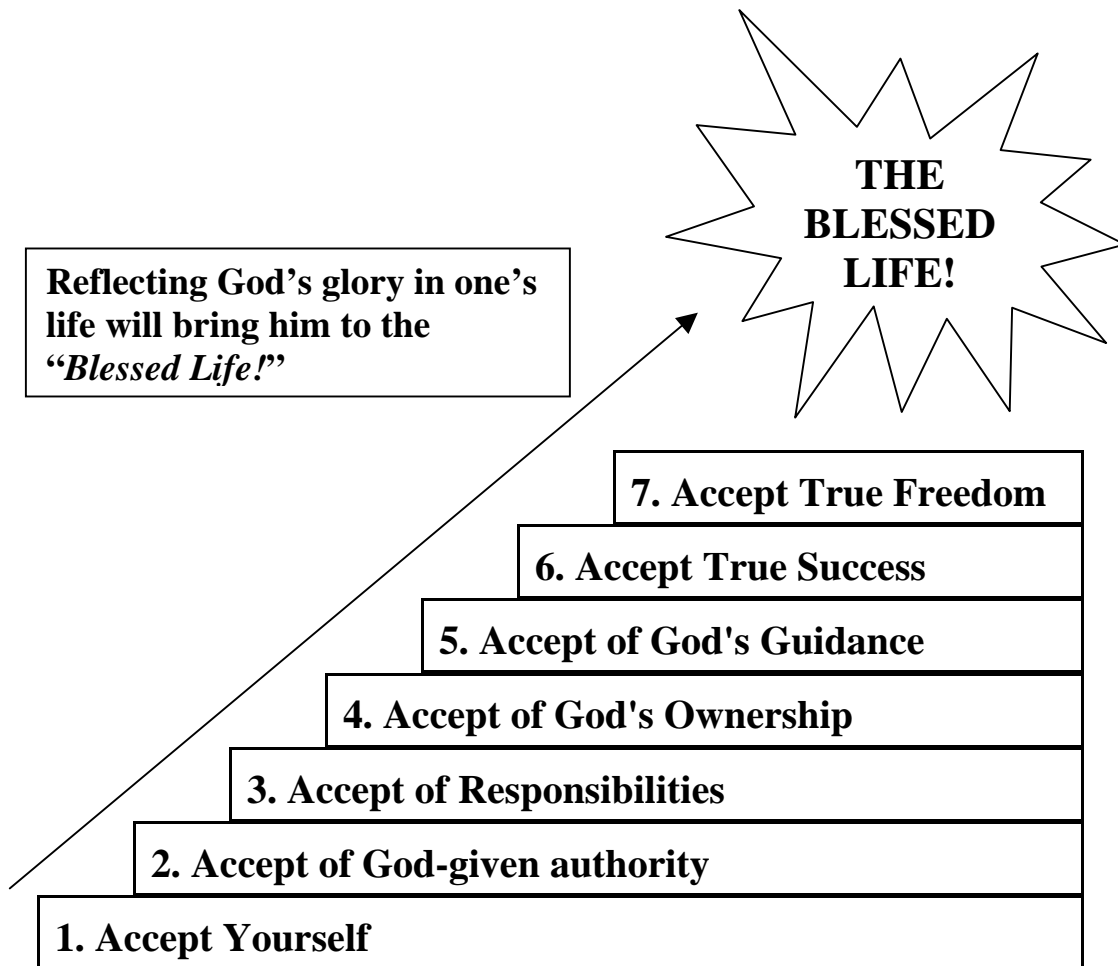 THE
BLESSED
LIFE!
Reflecting God’s glory in one’s
life will bring him to the
“Blessed Life!”
7. Accept True Freedom
6. Accept True Success
5. Accept of God's Guidance
4. Accept of God's Ownership
3. Accept of Responsibilities
2. Accept of God-given authority
1. Accept Yourself